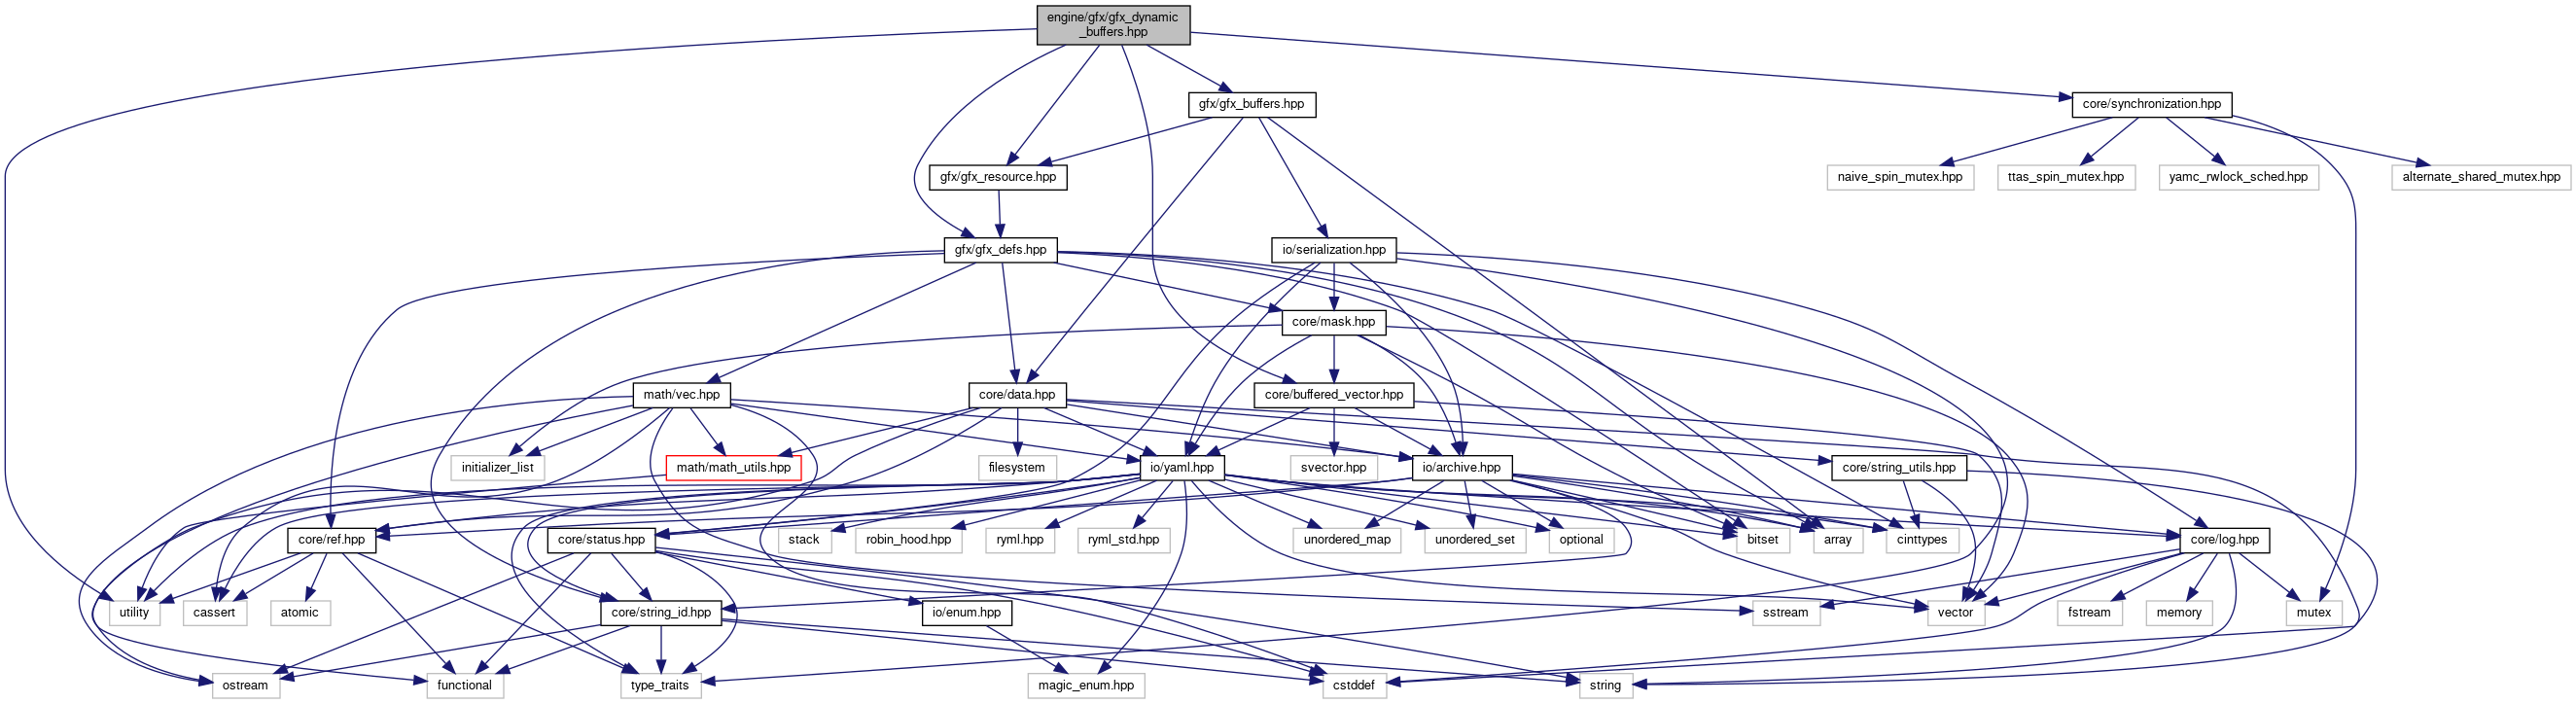 engine/gfx/gfx_dynamic
_buffers.hpp
gfx/gfx_buffers.hpp
core/synchronization.hpp
gfx/gfx_resource.hpp
naive_spin_mutex.hpp
ttas_spin_mutex.hpp
yamc_rwlock_sched.hpp
alternate_shared_mutex.hpp
gfx/gfx_defs.hpp
io/serialization.hpp
core/mask.hpp
math/vec.hpp
core/data.hpp
core/buffered_vector.hpp
initializer_list
math/math_utils.hpp
filesystem
io/yaml.hpp
svector.hpp
io/archive.hpp
core/string_utils.hpp
core/ref.hpp
core/status.hpp
stack
robin_hood.hpp
ryml.hpp
ryml_std.hpp
unordered_map
unordered_set
optional
bitset
array
cinttypes
core/log.hpp
utility
cassert
atomic
core/string_id.hpp
io/enum.hpp
sstream
vector
fstream
memory
mutex
ostream
functional
type_traits
magic_enum.hpp
cstddef
string